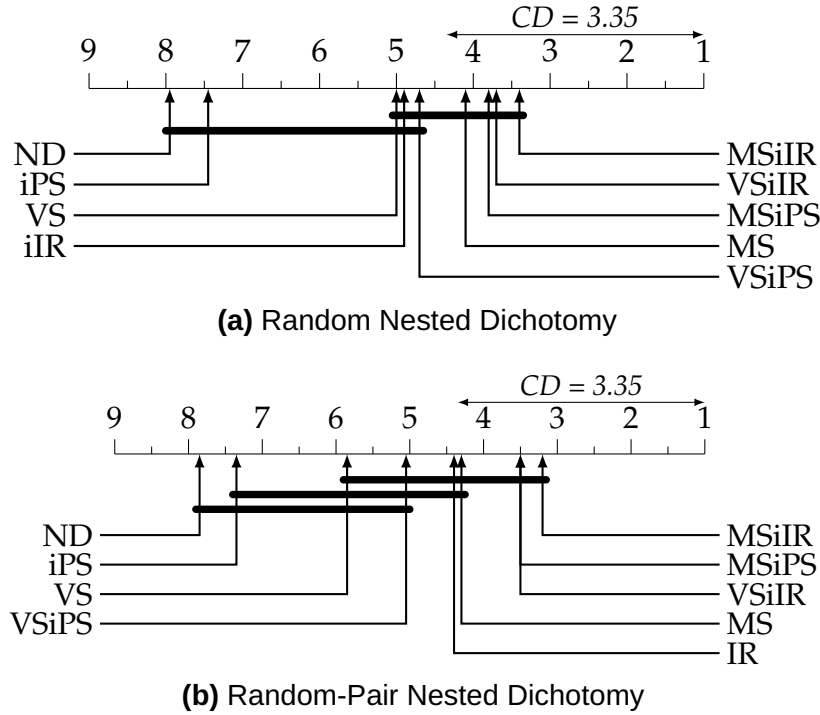 CD = 3.35
9 8 7 6 5 4 3 2 1
ND MSiIR
iPS VSiIR
VS MSiPS
iIR MS
VSiPS
(a) Random Nested Dichotomy
CD = 3.35
9 8 7 6 5 4 3 2 1
ND MSiIR
iPS MSiPS
VS VSiIR
VSiPS MS
IR
(b) Random-Pair Nested Dichotomy